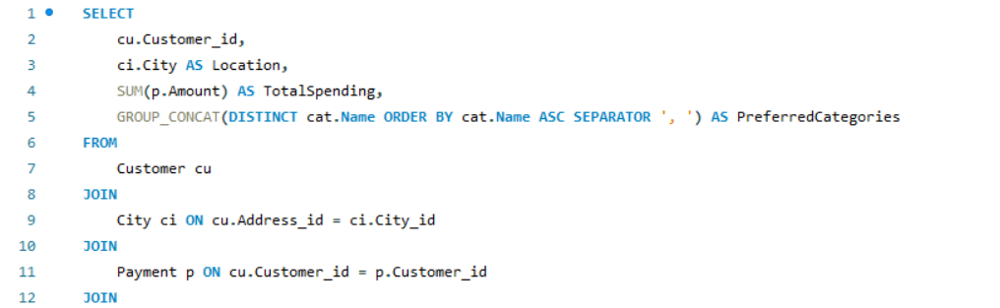 1 SELECT
2 cu.Customer_id,
3 ci.City AS Location,
4 SUM(p.Amount) AS TotalSpending,
5 GROUP_CONCAT(DISTINCT cat.Name ORDER BY cat.Name ASC SEPARATOR ', ') AS PreferredCategories
6 FROM
7 Customer cu
8 JOIN
9 City ci ON cu.Address_id = ci.City_id
10 JOIN
11 Payment p ON cu.Customer_id = p.Customer_id
12 JOIN